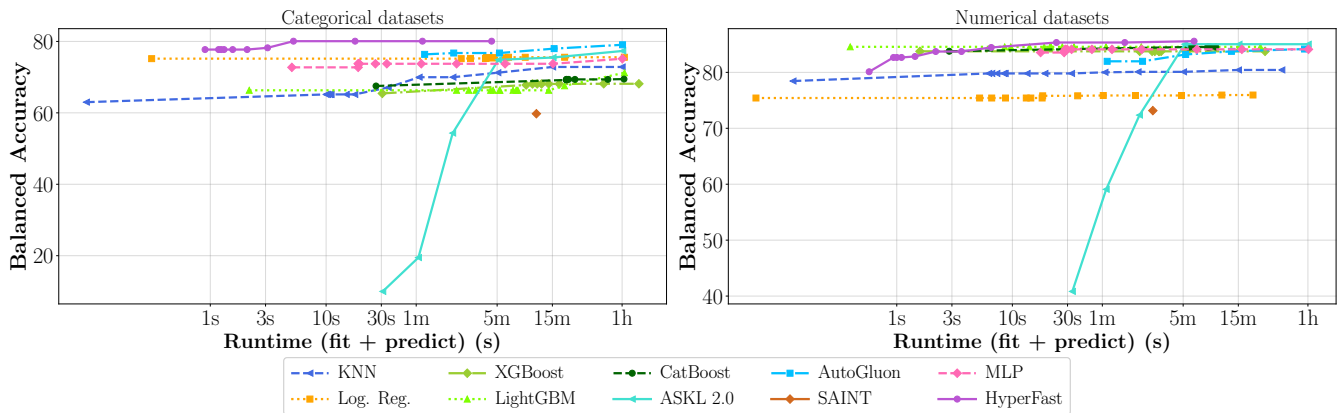 Categorical datasets
Numerical datasets
Balanced Accuracy
80
60
40
20
1s 3s 10s 30s 1m 5m 15m 1h
Runtime (fit + predict) (s)
Balanced Accuracy
80
70
60
50
40
1s 3s 10s 30s 1m 5m 15m 1h
Runtime (fit + predict) (s)
KNN XGBoost CatBoost AutoGluon MLP
Log. Reg. LightGBM ASKL 2.0 SAINT HyperFast